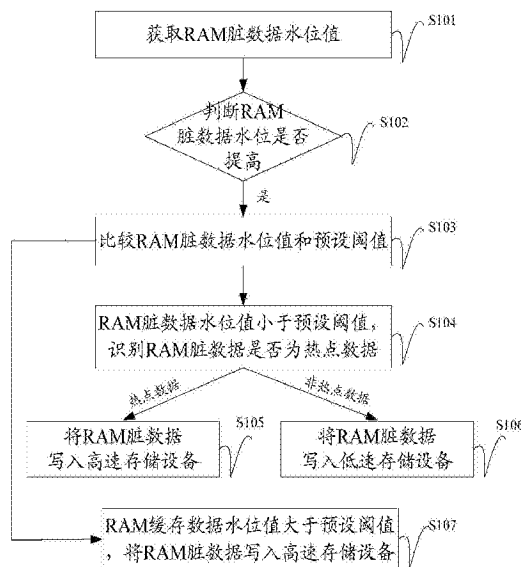 获取RAM脏数据水位值
S101
判断RAM
脏数据水位是否
提高
S102
是
比较RAM脏数据水位值和预设阈值
S103
RAM脏数据水位值小于预设阈值，
识别RAM脏数据是否为热点数据
S104
热点数据
非热点数据
将RAM脏数据
写入高速存储设备
S105
将RAM脏数据
写入低速存储设备
S106
RAM缓存数据水位值大于预设阈值
，将RAM脏数据写入高速存储设备
S107